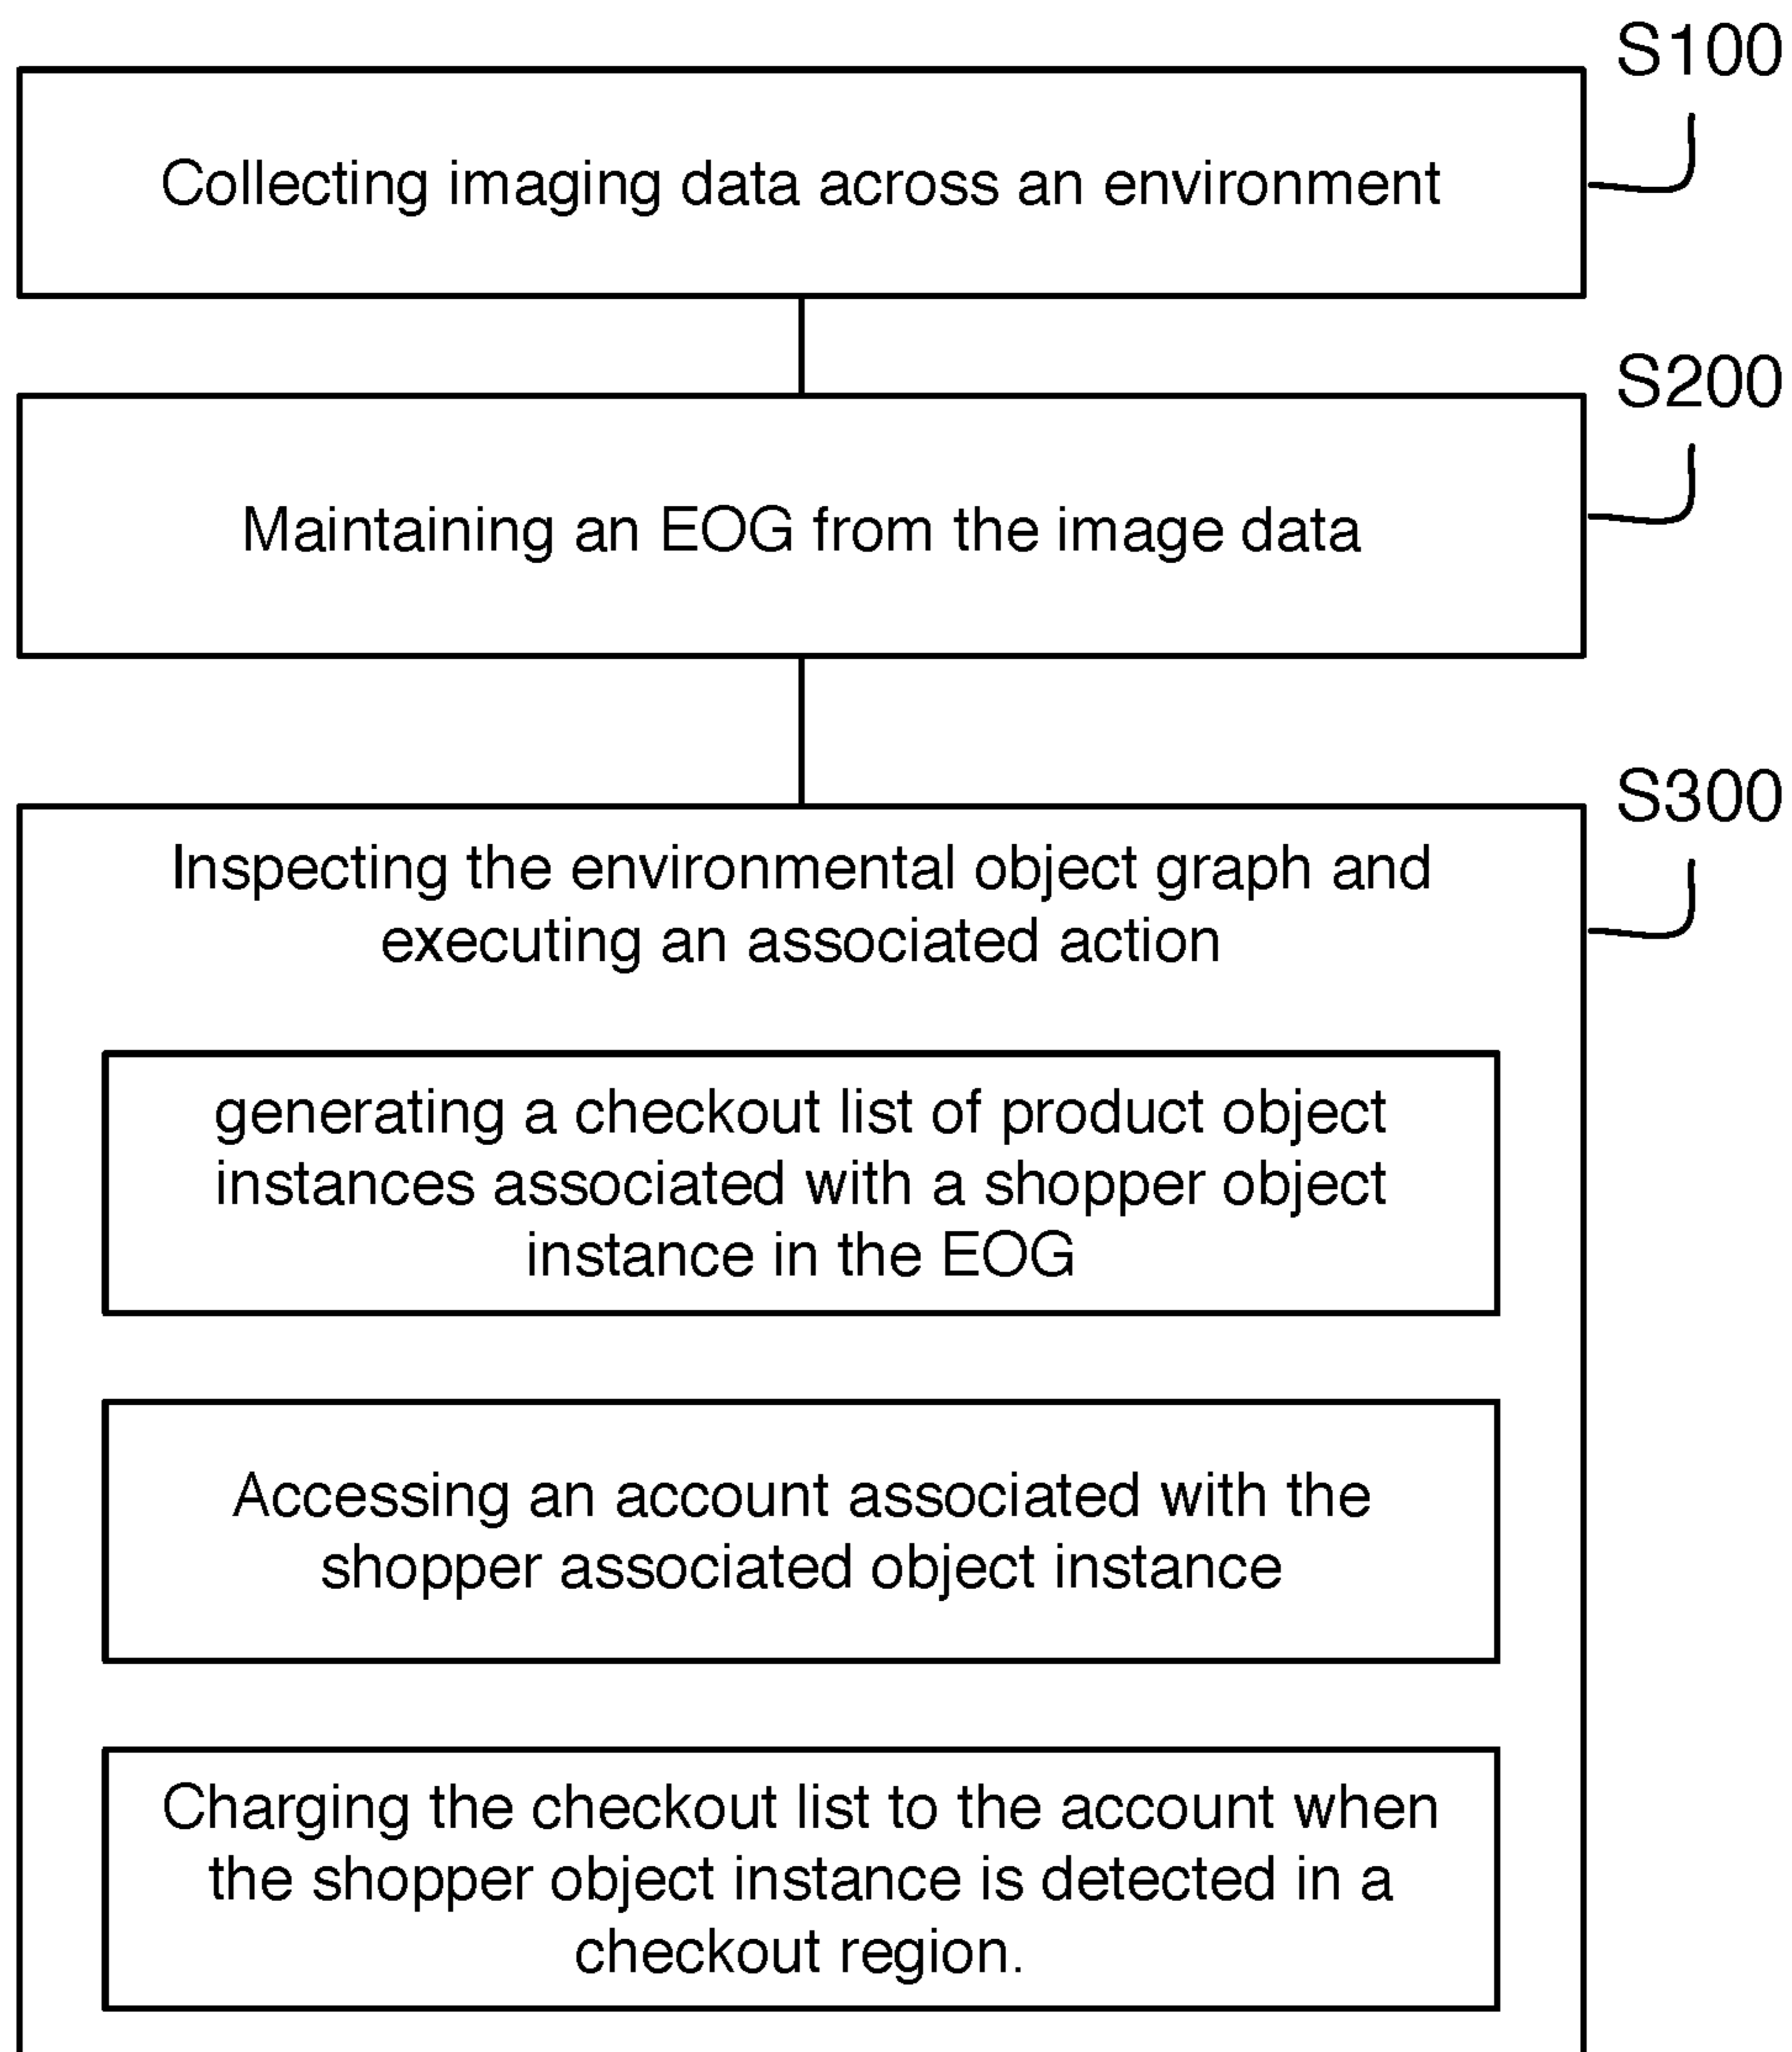 S100
Collecting imaging data across an environment
S200
Maintaining an EOG from the image data
S300
Inspecting the environmental object graph and
executing an associated action
generating a checkout list of product object
instances associated with a shopper object
instance in the EOG
Accessing an account associated with the
shopper associated object instance
Charging the checkout list to the account when
the shopper object instance is detected in a
checkout region.